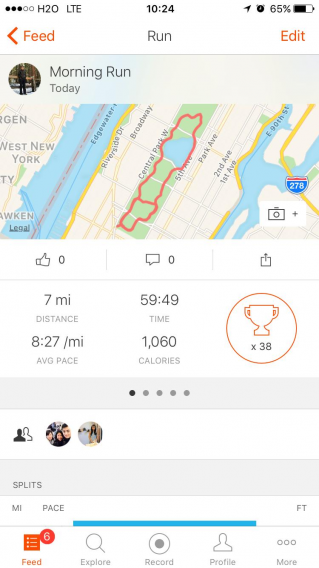 H2O LTE 10:24 65%
Feed Run Edit
Morning Run
Today
ERGEN
Edgewater
Broadway
Riverside Dr
Central Park W
5th Ave
Park Ave
2nd Ave
1st Ave
E 90th St
WEST NEW
YORK
CITY
AWKEN
278
Legal
+
0 0
7 mi 59:49
DISTANCE TIME
8:27 /mi 1,060
AVG PACE CALORIES
x 38
SPLITS
MI PACE FT
6
Feed Explore Record Profile More